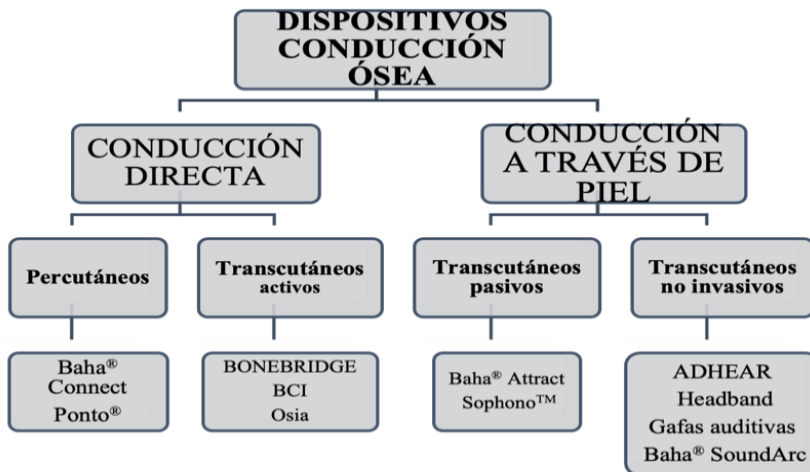 DISPOSITIVOS
CONDUCCIÓN
ÓSEA
CONDUCCIÓN
DIRECTA
CONDUCCIÓN
A TRAVÉS DE
PIEL
Percutáneos
Transcutáneos
activos
Transcutáneos
pasivos
Transcutáneos
no invasivos
Baha®
Connect
Ponto®
BONEBRIDGE
BCI
Osia
Baha® Attract
Sophono™
ADHEAR
Headband
Gafas auditivas
Baha® SoundArc